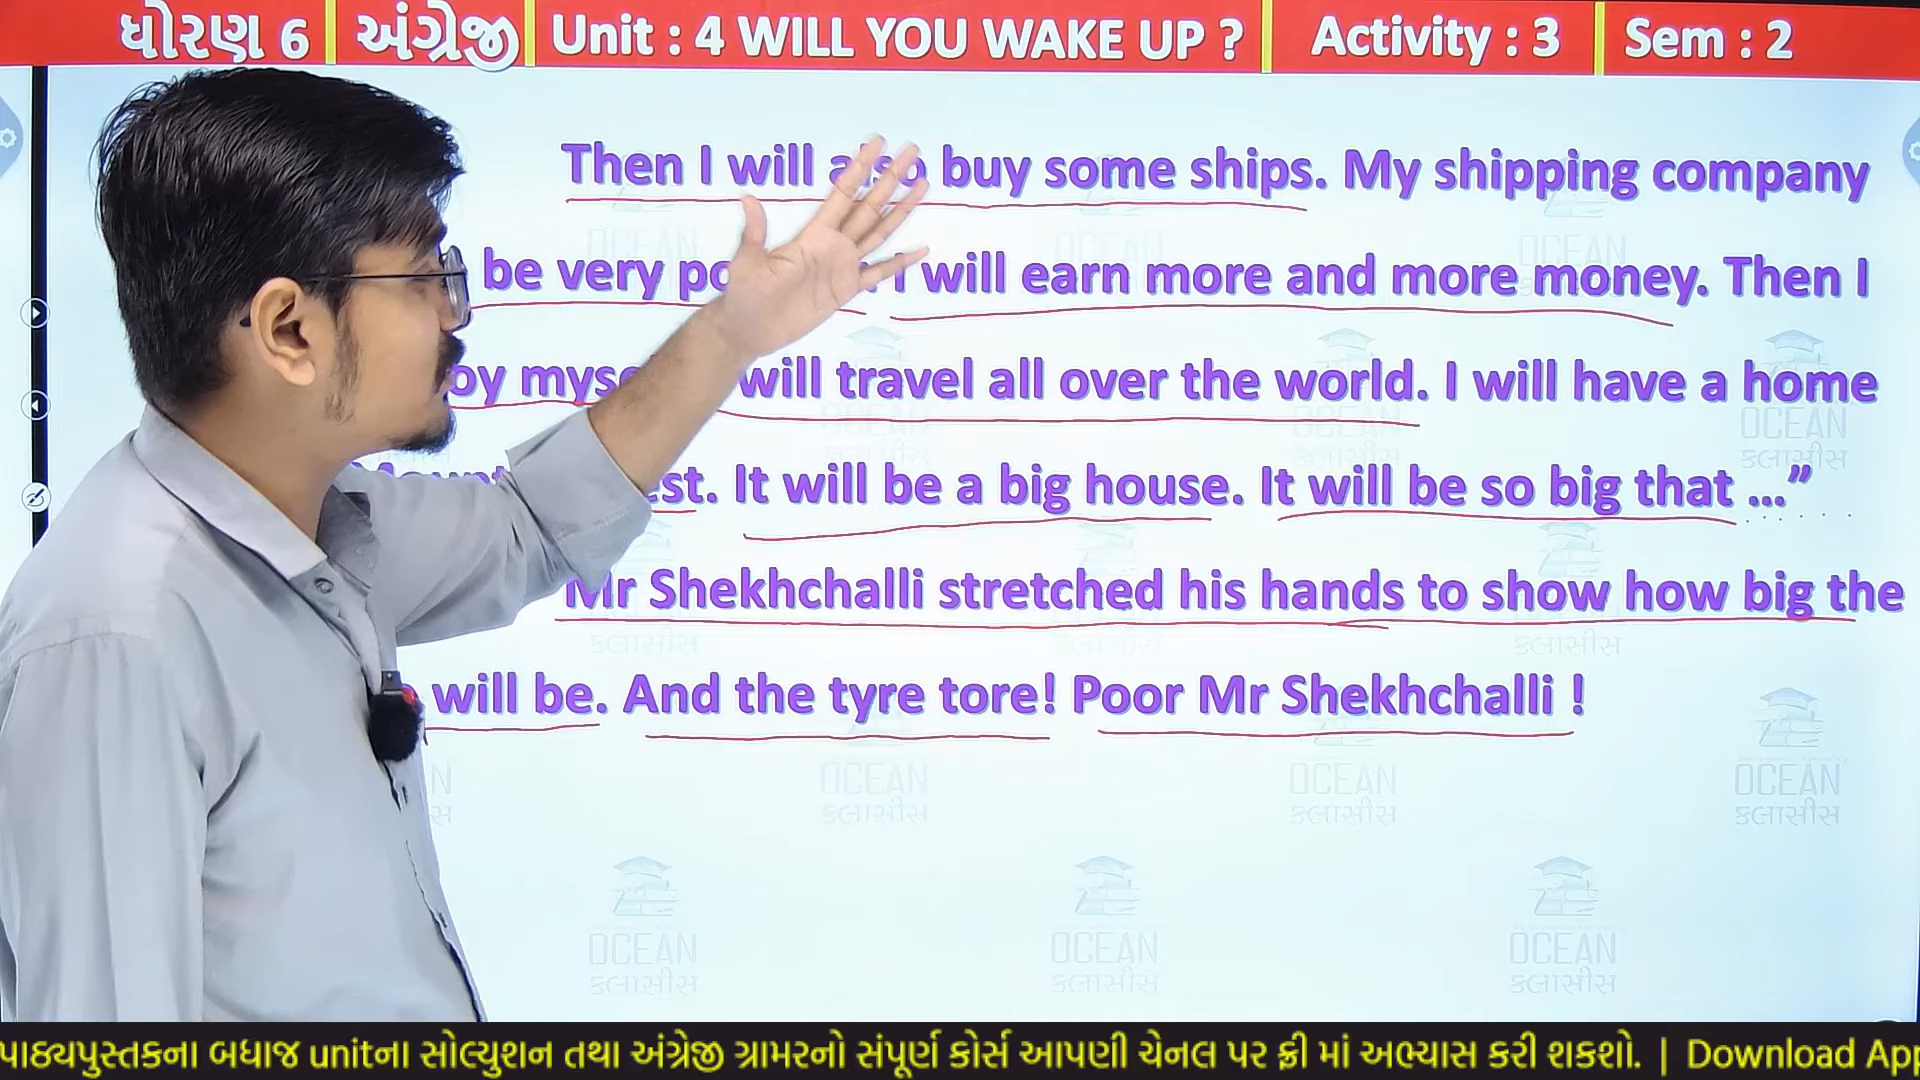 ધોરણ 6 અંગ્રેજી Unit : 4 WILL YOU WAKE UP ? Activity : 3 Sem : 2
Then I will also buy some ships. My shipping company
be very I will earn more and more money. Then I
by will travel all over the world. I will have a home
It will be a big house. It will be so big that ...”
Mr Shekhchalli stretched his hands to show how big the
will be. And the tyre tore! Poor Mr Shekhchalli !
OCEAN
ક્લાસીસ
પાઠ્યપુસ્તકના બધાજ unitના સોલ્યુશન તથા અંગ્રેજી ગ્રામરનો સંપૂર્ણ કોર્સ આપણી ચેનલ પર ફ્રી માં અભ્યાસ કરી શકશો. | Download App